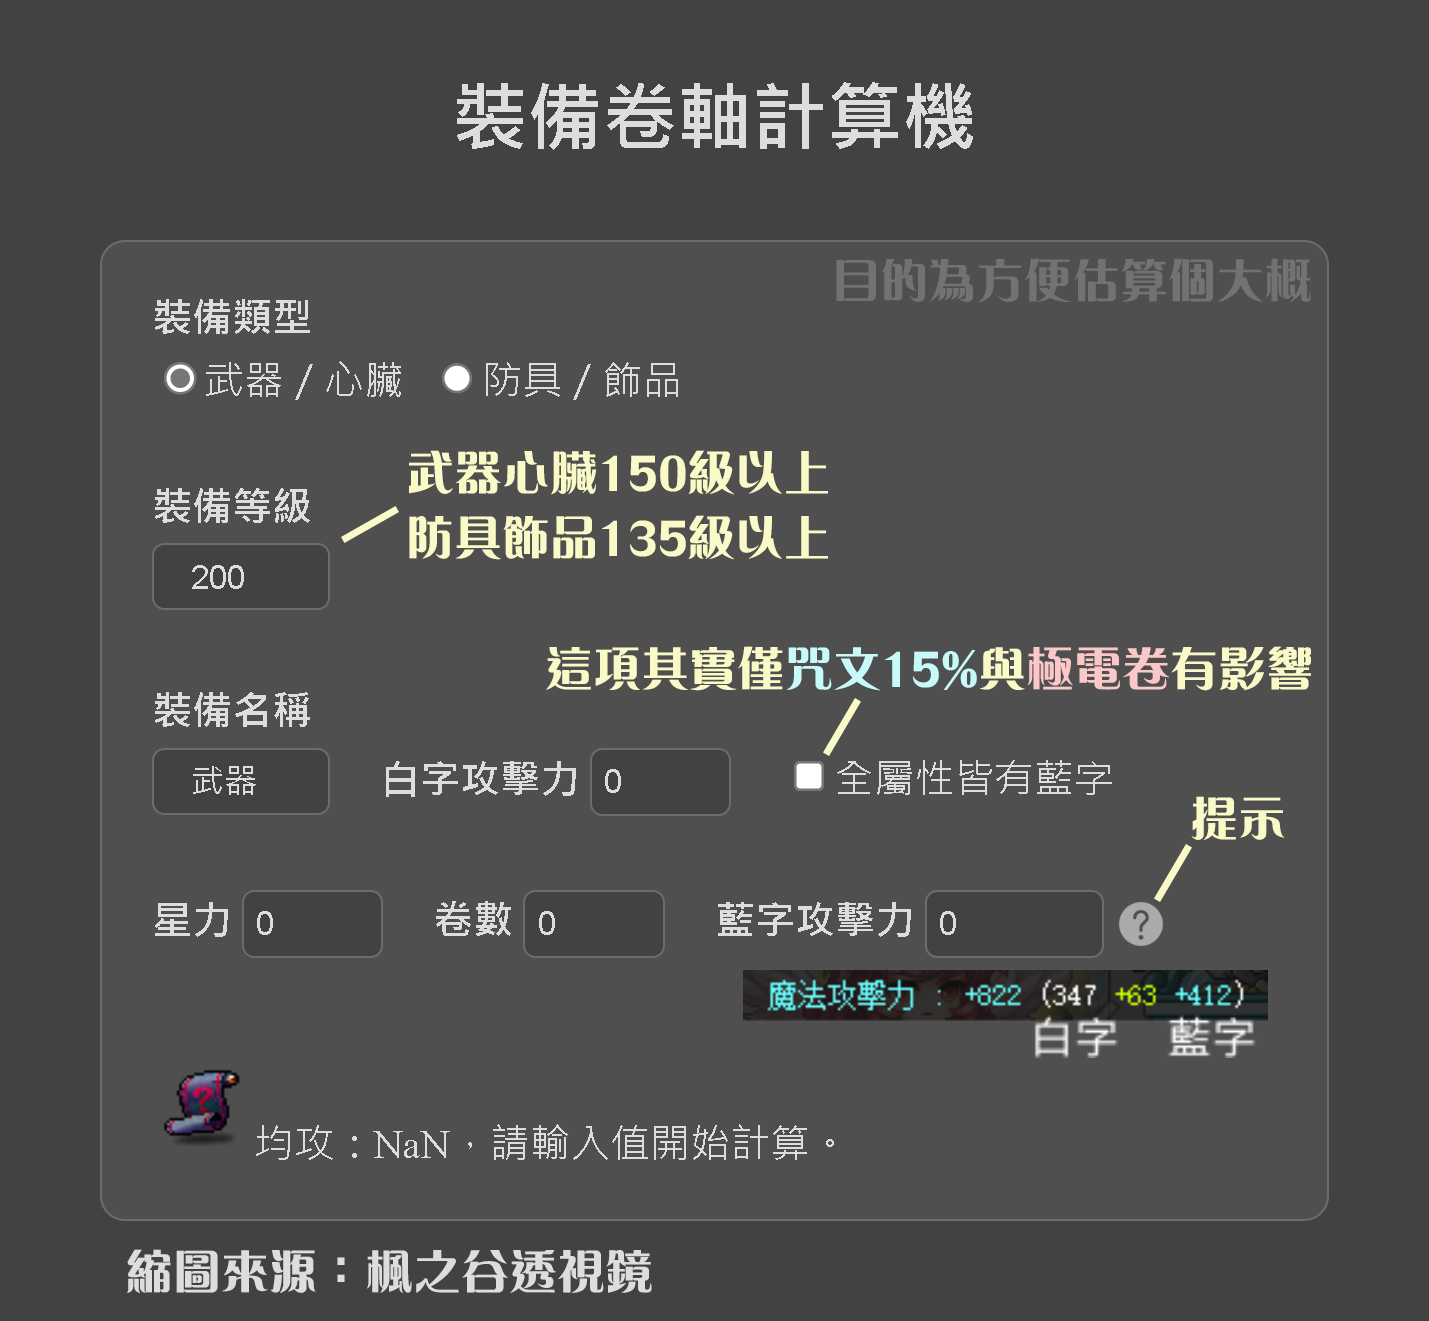 裝備卷軸計算機
目的為方便估算個大概
裝備類型
武器 / 心臟 防具 / 飾品
武器心臟150級以上
裝備等級
防具飾品135級以上
200
這項其實僅咒文15%與極電卷有影響
裝備名稱
武器 白字攻擊力 0 全屬性皆有藍字
提示
星力 0 卷數 0 藍字攻擊力 0 ?
魔法攻擊力 : +822 (347 +63 +412)
白字 藍字
均攻：NaN，請輸入值開始計算。
縮圖來源：楓之谷透視鏡